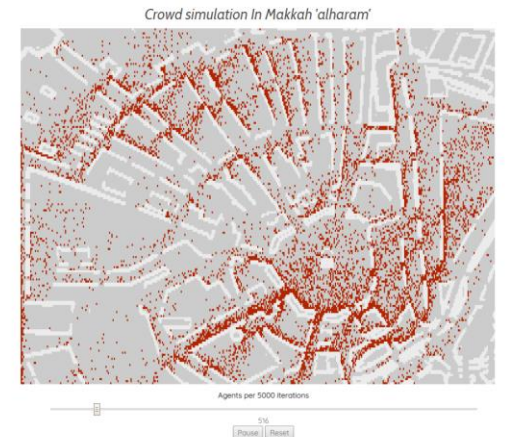 Crowd simulation In Makkah 'alharam'
Agents per 5000 iterations
5%
Pause Reset